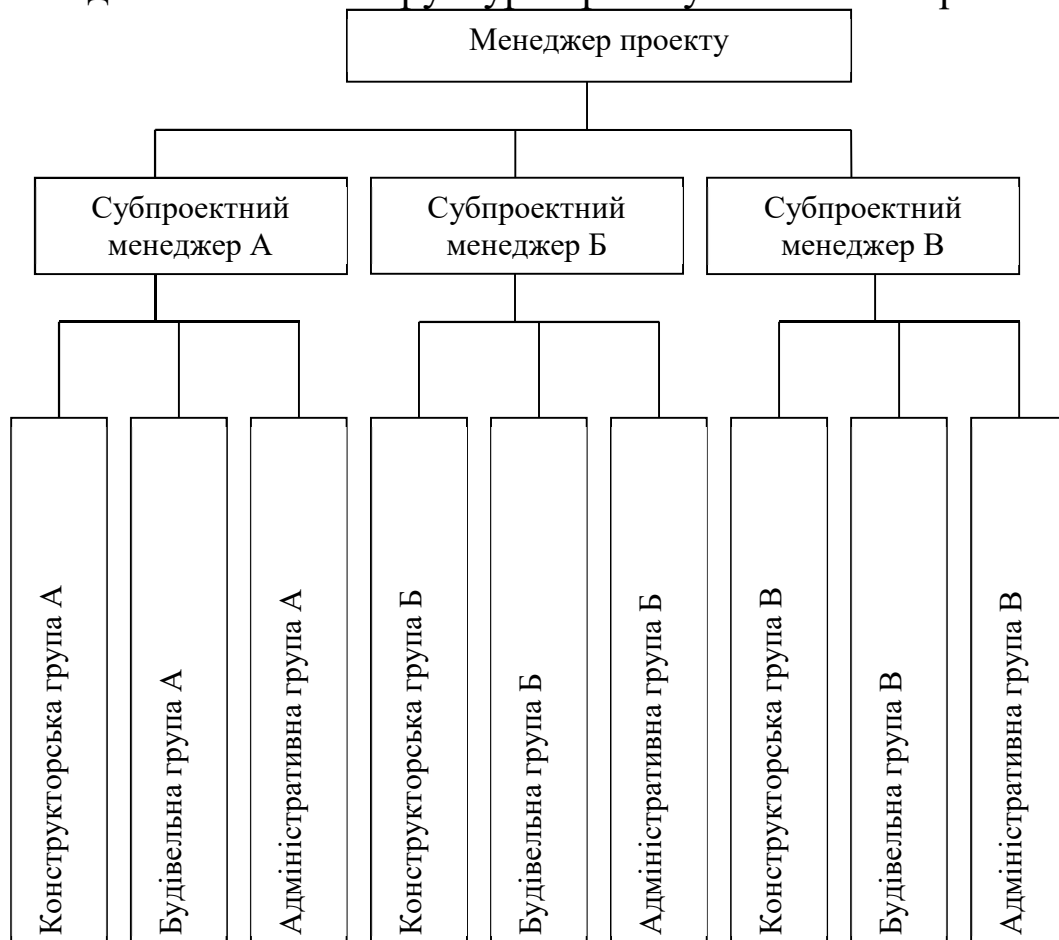 Менеджер проекту
Субпроектний
менеджер А
Субпроектний
менеджер Б
Субпроектний
менеджер В
Конструкторська група А
Будівельна група А
Адміністративна група А
Конструкторська група Б
Будівельна група Б
Адміністративна група Б
Конструкторська група В
Будівельна група В
Адміністративна група В